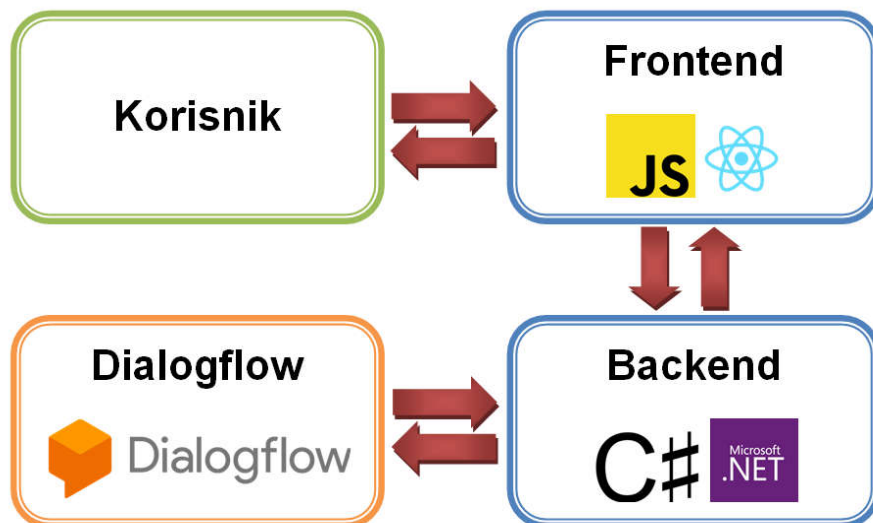 Korisnik
Frontend
JS
Dialogflow
Dialogflow
Backend
C#
Microsoft
.NET